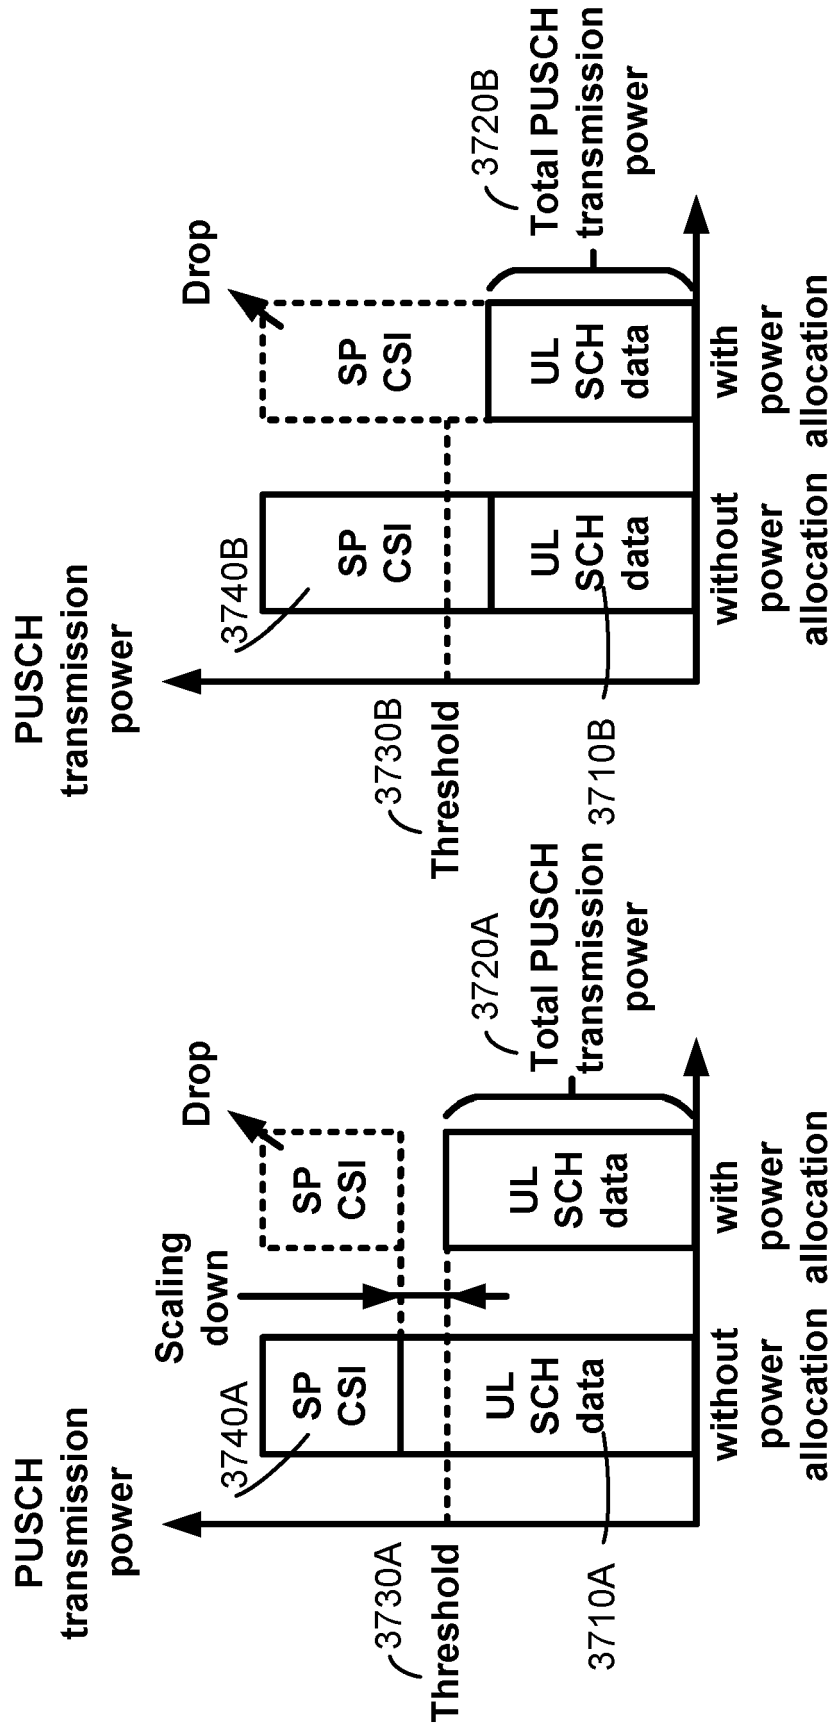 PUSCH
transmission
power
3730A
Threshold
3710A
3740A
SP
CSI
UL
SCH
data
without
power
allocation
Scaling
down
Drop
SP
CSI
UL
SCH
data
with
power
allocation
3720A
Total PUSCH
transmission
power
PUSCH
transmission
power
3730B
Threshold
3710B
3740B
SP
CSI
UL
SCH
data
without
power
allocation
Drop
SP
CSI
UL
SCH
data
with
power
allocation
3720B
Total PUSCH
transmission
power